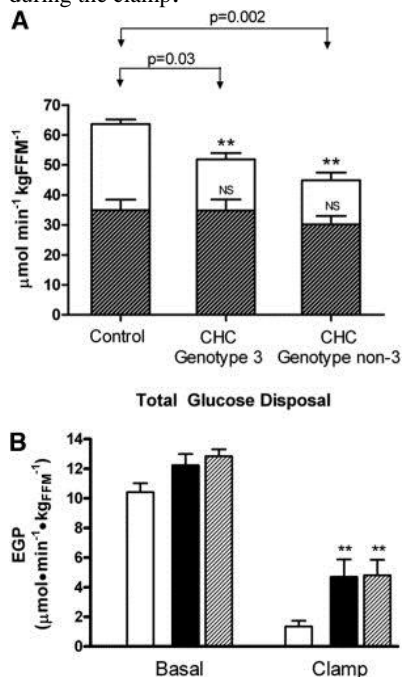 during the clamp.
A
p=0.002
p=0.03
70
60
50
40
30
20
10
0
µmol min⁻¹ kgFFM⁻¹
**
**
NS
NS
Control
CHC
Genotype 3
CHC
Genotype non-3
Total Glucose Disposal
B
14
12
10
8
6
4
2
0
EGP
(µmol•min⁻¹•kgFFM⁻¹)
**
**
Basal
Clamp